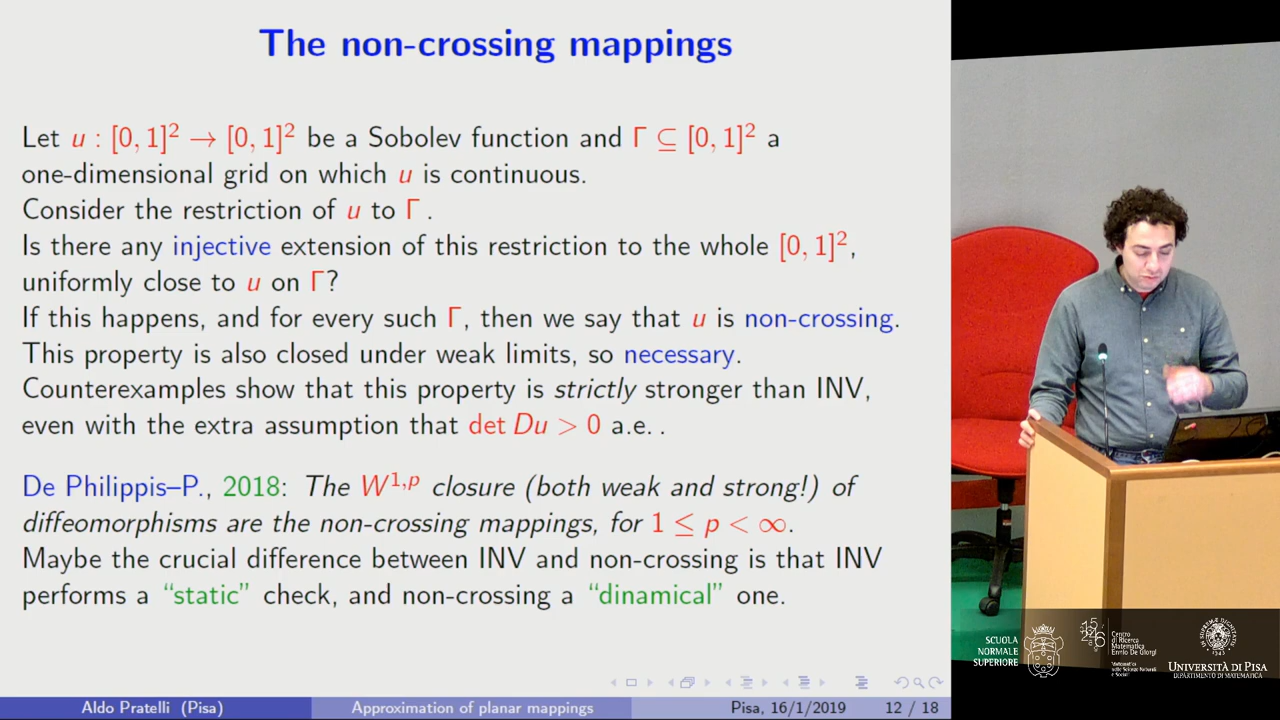 The non-crossing mappings
Let u : [0, 1]² → [0, 1]² be a Sobolev function and Γ ⊆ [0, 1]² a
one-dimensional grid on which u is continuous.
Consider the restriction of u to Γ .
Is there any injective extension of this restriction to the whole [0, 1]²,
uniformly close to u on Γ?
If this happens, and for every such Γ, then we say that u is non-crossing.
This property is also closed under weak limits, so necessary.
Counterexamples show that this property is strictly stronger than INV,
even with the extra assumption that det Du > 0 a.e. .
De Philippis–P., 2018: The W^{1,p} closure (both weak and strong!) of
diffeomorphisms are the non-crossing mappings, for 1 ≤ p < ∞.
Maybe the crucial difference between INV and non-crossing is that INV
performs a “static” check, and non-crossing a “dinamical” one.
Aldo Pratelli (Pisa)
Approximation of planar mappings
Pisa, 16/1/2019
12 / 18
SCUOLA
NORMALE
SUPERIORE
Centro
di Ricerca
Matematica
Ennio De Giorgi
UNIVERSITÀ DI PISA
DIPARTIMENTO DI MATEMATICA